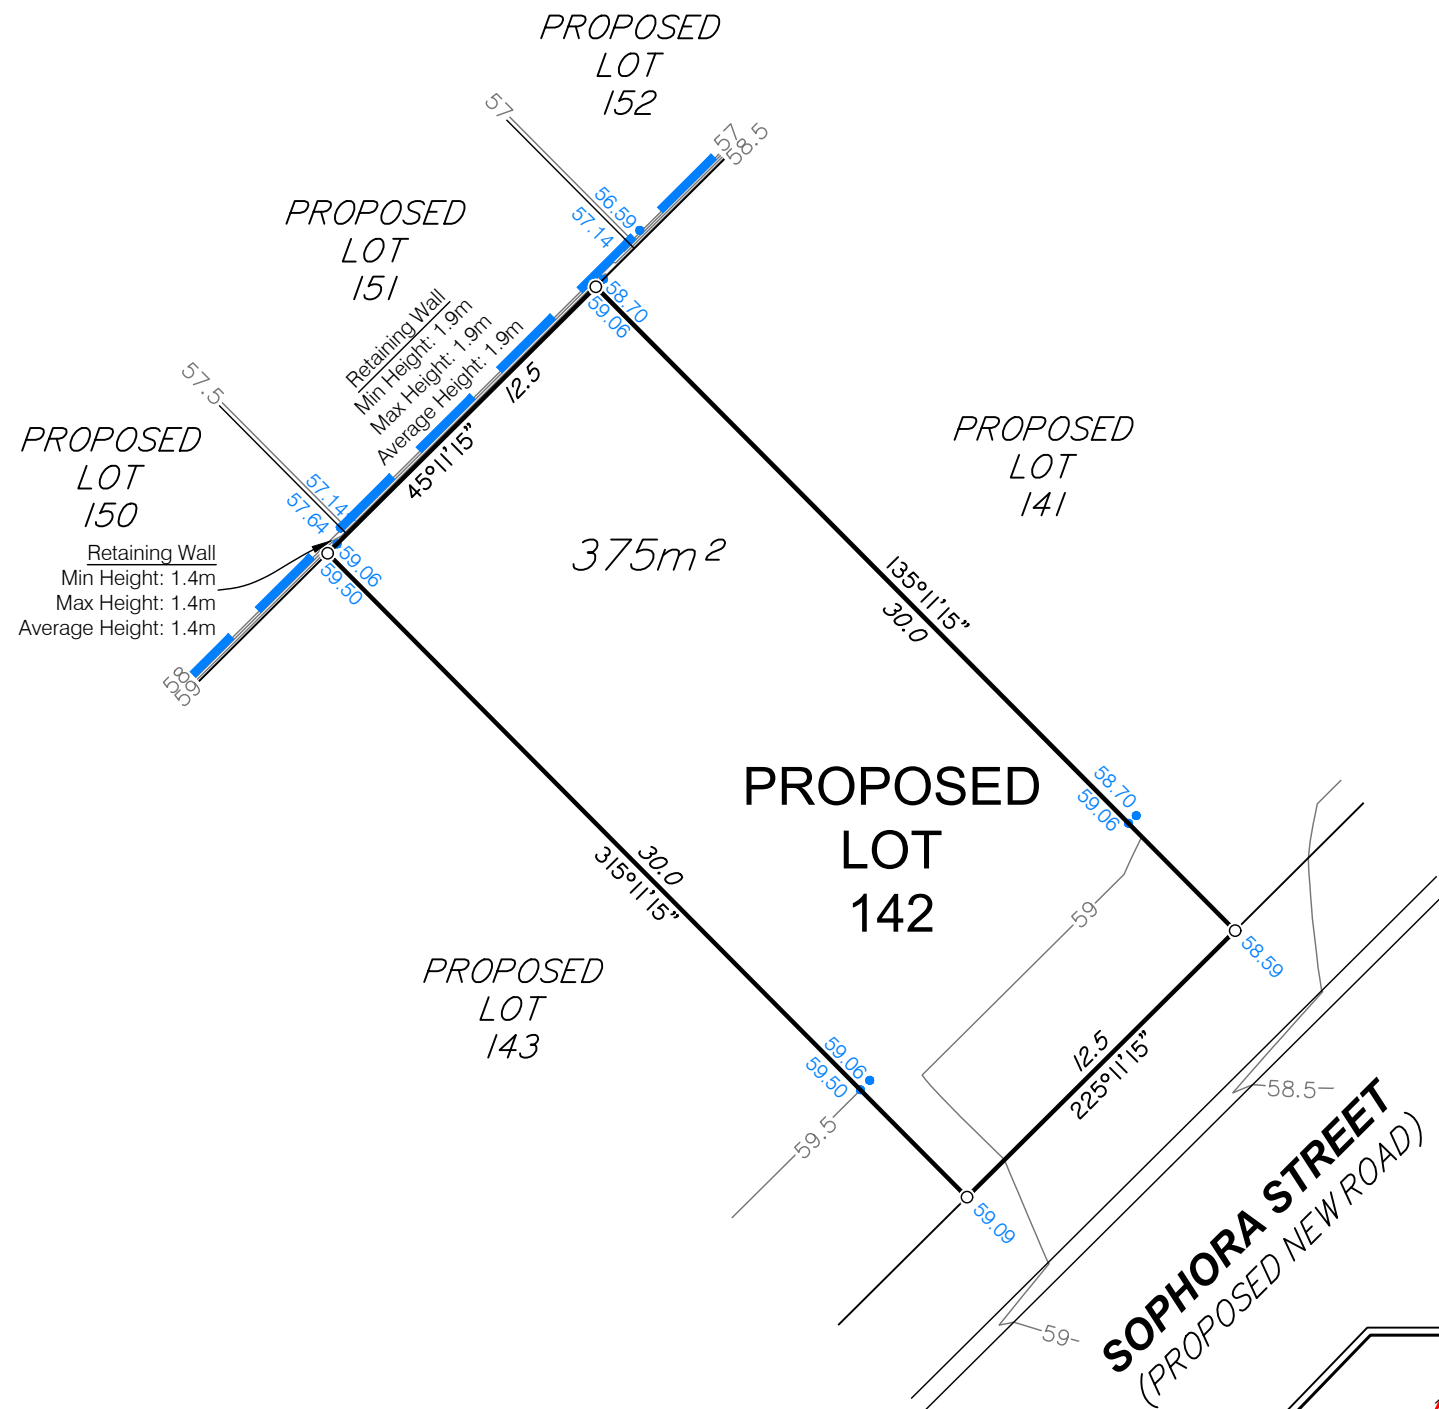 PROPOSED
LOT
152
57
57
58.5
56.59
57.14
PROPOSED
LOT
151
58.70
59.06
Retaining Wall
Min Height: 1.9m
Max Height: 1.9m
Average Height: 1.9m
12.5
45°11'15"
57.5
PROPOSED
LOT
150
57.14
57.64
Retaining Wall
Min Height: 1.4m
Max Height: 1.4m
Average Height: 1.4m
59.06
59.50
58
PROPOSED
LOT
141
375m²
135°11'15"
30.0
PROPOSED
LOT
142
58.70
59.06
30.0
315°11'15"
59
58.59
PROPOSED
LOT
143
59.06
59.50
59.5
12.5
225°11'15"
59.09
58.5
59
SOPHORA STREET
(PROPOSED NEW ROAD)